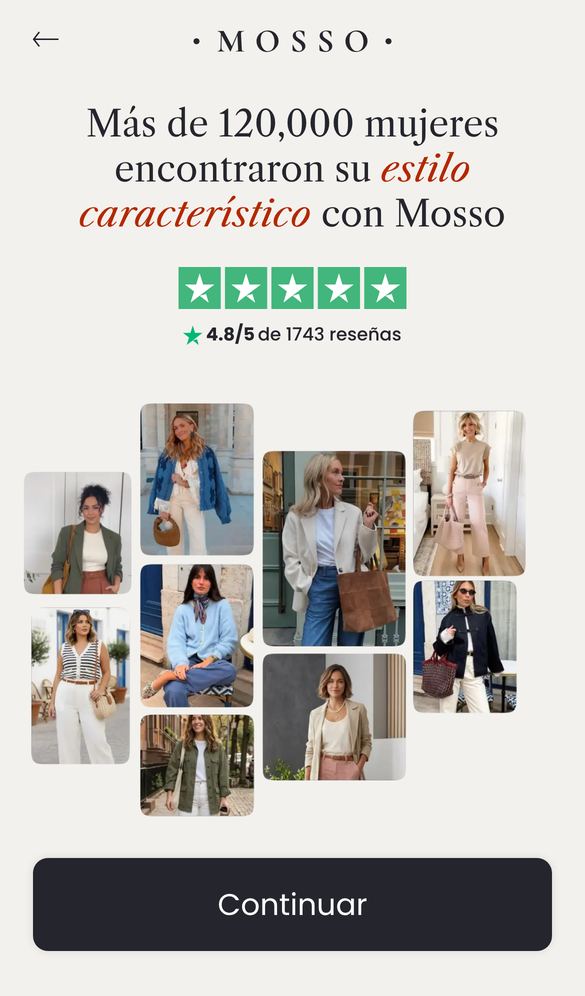 · MOSSO ·
Más de 120,000 mujeres
encontraron su estilo
característico con Mosso
4.8/5 de 1743 reseñas
Continuar